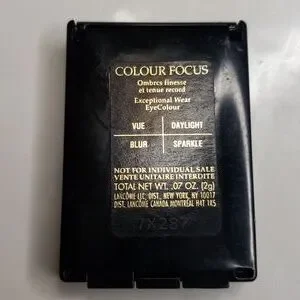 COLOUR FOCUS
Ombres finesse
et tenue record
Exceptional Wear
EyeColour
VUE DAYLIGHT
BLUR SPARKLE
NOT FOR INDIVIDUAL SALE
VENTE UNITAIRE INTERDITE
TOTAL NET WT. .07 OZ. (2g)
LANCÔME LLC, DIST., NEW YORK, NY 10017
DIST. LANCÔME CANADA MONTRÉAL H4T 1K5